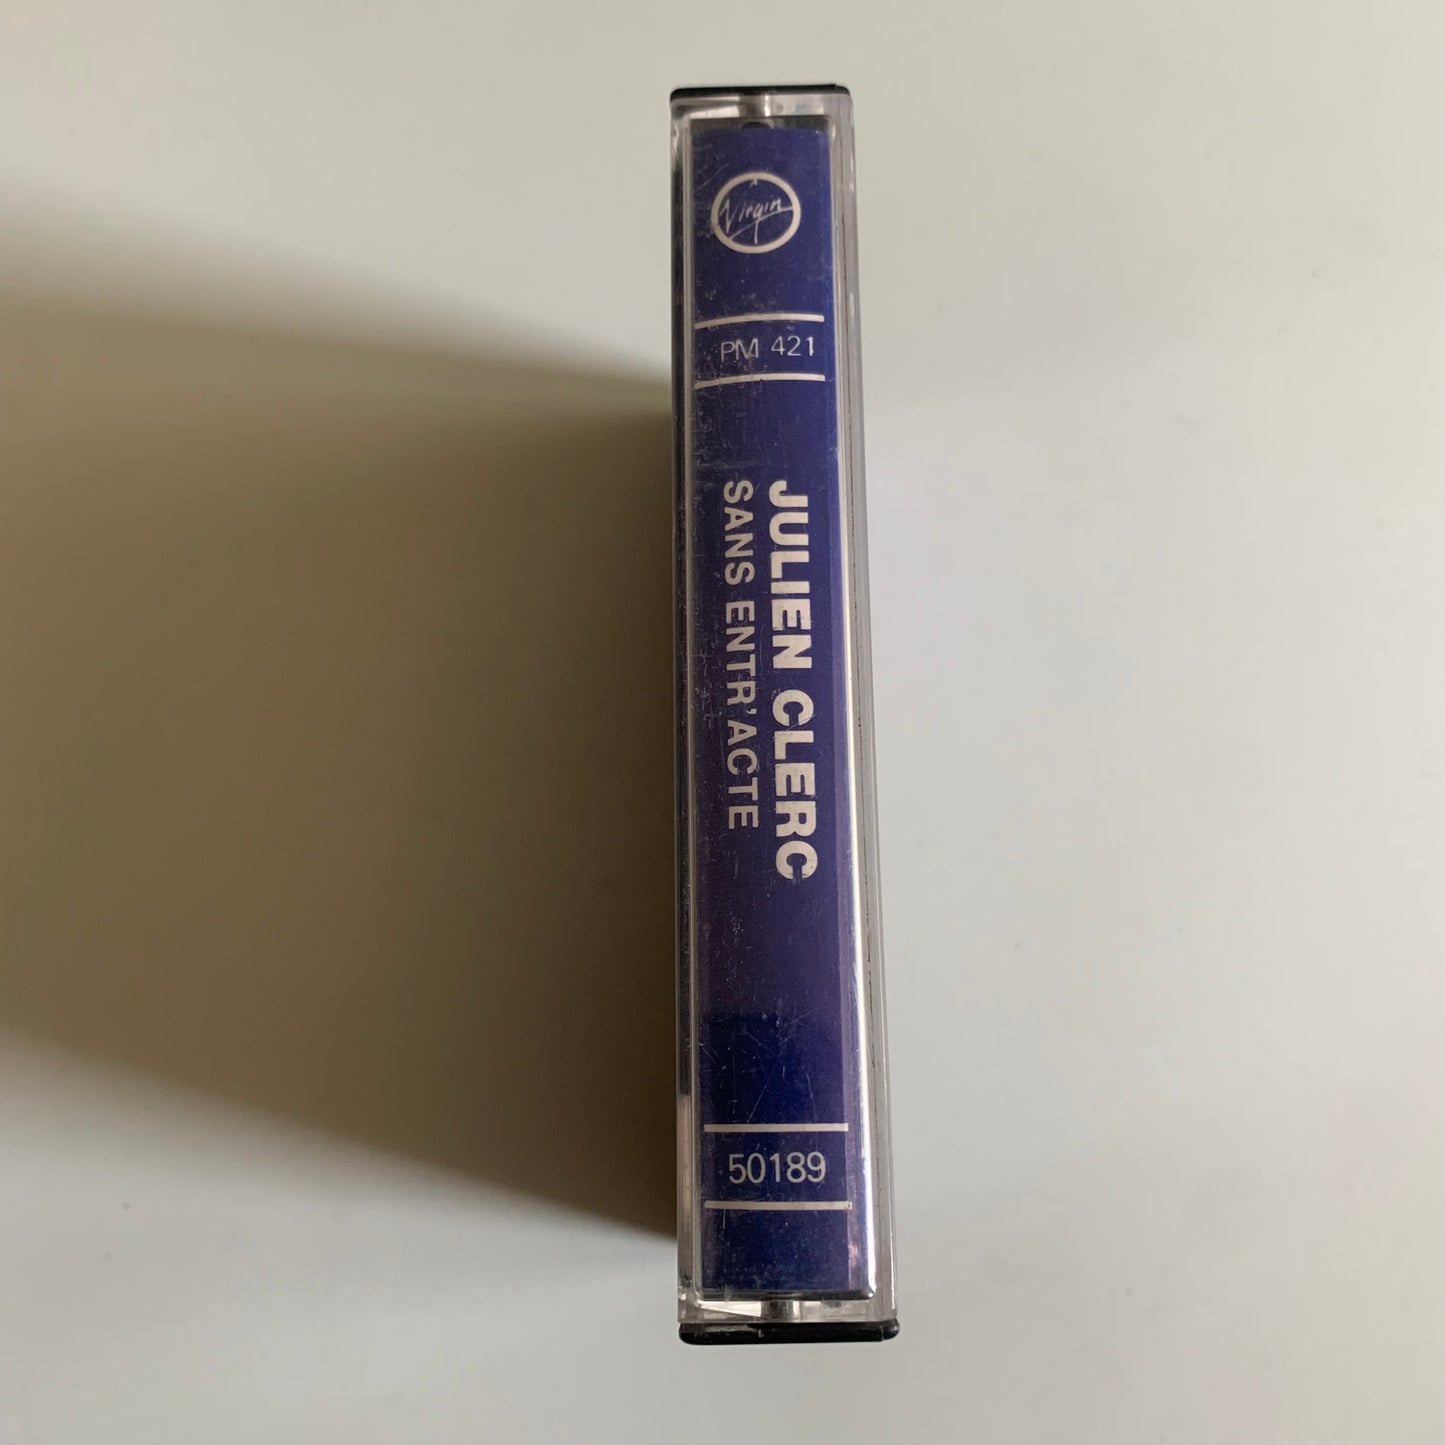 Virgin
PM 421
JULIEN CLERC
SANS ENTR'ACTE
50189